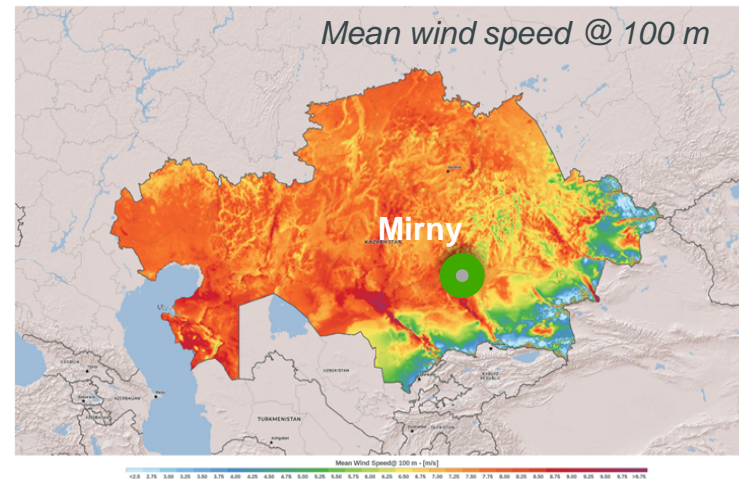 Mean wind speed @ 100 m
Mirny
KAZAKHSTAN
UZBEKISTAN
KYRGYZ
REPUBLIC
GEORGIA
AZERBAIJAN
TURKMENISTAN
Mean Wind Speed@ 100 m - [m/s]
<2.5 2.75 3.00 3.25 3.50 3.75 4.00 4.25 4.50 4.75 5.00 5.25 5.50 5.75 6.00 6.25 6.50 6.75 7.00 7.25 7.50 7.75 8.00 8.25 8.50 8.75 9.00 9.25 9.50 9.75 >9.75